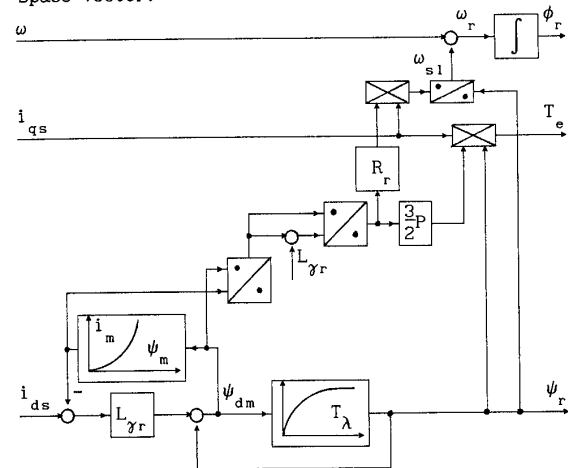 Space vector.
ω
ω_r
∫
φ_r
ω_sl
i_qs
T_e
R_r
3/2 P
L_γr
i_m
ψ_m
i_ds
-
L_γr
ψ_dm
T_λ
ψ_r